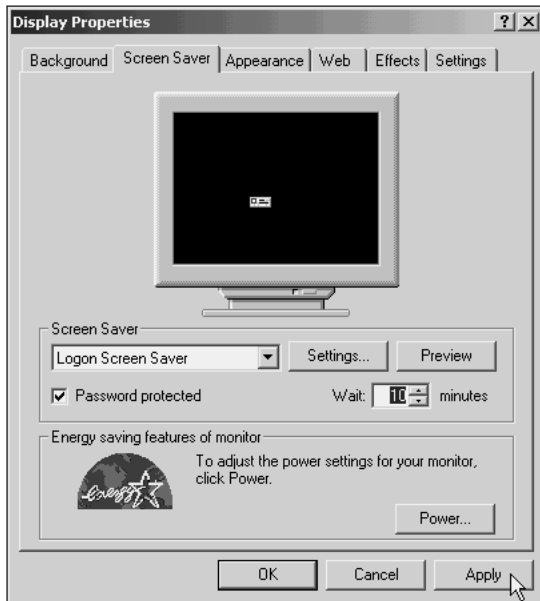 Display Properties
Background Screen Saver Appearance Web Effects Settings
Screen Saver
Logon Screen Saver Settings... Preview
Password protected Wait: 10 minutes
Energy saving features of monitor
To adjust the power settings for your monitor,
click Power.
energy
Power...
OK Cancel Apply